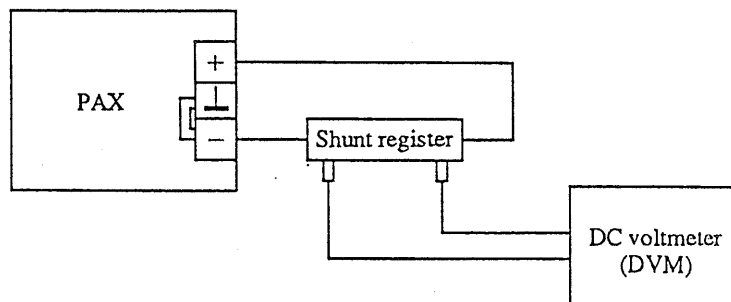 PAX
+
−
Shunt register
DC voltmeter
(DVM)